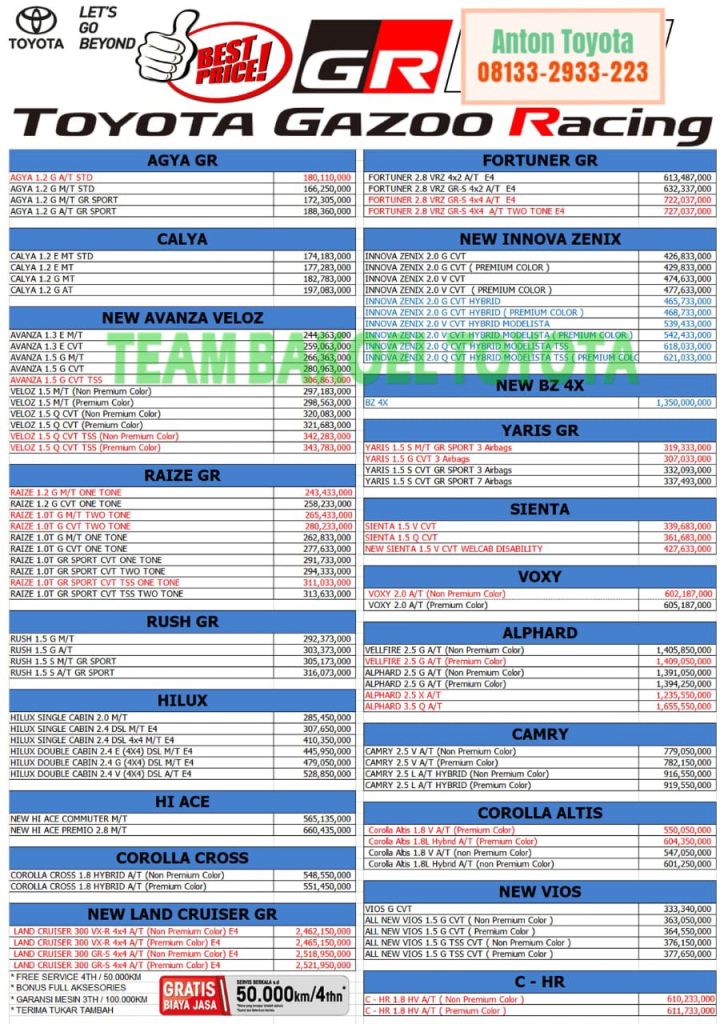 TOYOTA
LET'S
GO
BEYOND
BEST
PRICE!
GR
Anton Toyota
08133-2933-223
TOYOTA GAZOO Racing
AGYA GR
AGYA 1.2 G A/T STD 180,110,000
AGYA 1.2 G M/T STD 166,250,000
AGYA 1.2 G M/T GR SPORT 172,305,000
AGYA 1.2 G A/T GR SPORT 188,360,000
CALYA
CALYA 1.2 E MT STD 174,183,000
CALYA 1.2 E MT 177,283,000
CALYA 1.2 G MT 182,783,000
CALYA 1.2 G AT 197,083,000
NEW AVANZA VELOZ
AVANZA 1.3 E M/T 244,363,000
AVANZA 1.3 E CVT 259,063,000
AVANZA 1.5 G M/T 266,363,000
AVANZA 1.5 G CVT 280,963,000
AVANZA 1.5 G CVT TSS 306,863,000
VELOZ 1.5 M/T (Non Premium Color) 297,183,000
VELOZ 1.5 M/T (Premium Color) 298,563,000
VELOZ 1.5 Q CVT (Non Premium Color) 320,083,000
VELOZ 1.5 Q CVT (Premium Color) 321,683,000
VELOZ 1.5 Q CVT TSS (Non Premium Color) 342,283,000
VELOZ 1.5 Q CVT TSS (Premium Color) 343,783,000
RAIZE GR
RAIZE 1.2 G M/T ONE TONE 243,433,000
RAIZE 1.2 G CVT ONE TONE 258,233,000
RAIZE 1.0T G M/T TWO TONE 265,433,000
RAIZE 1.0T G CVT TWO TONE 280,233,000
RAIZE 1.0T G M/T ONE TONE 262,833,000
RAIZE 1.0T G CVT ONE TONE 277,633,000
RAIZE 1.0T GR SPORT CVT ONE TONE 291,733,000
RAIZE 1.0T GR SPORT CVT TWO TONE 294,333,000
RAIZE 1.0T GR SPORT CVT TSS ONE TONE 311,033,000
RAIZE 1.0T GR SPORT CVT TSS TWO TONE 313,633,000
RUSH GR
RUSH 1.5 G M/T 292,373,000
RUSH 1.5 G A/T 303,373,000
RUSH 1.5 S M/T GR SPORT 305,173,000
RUSH 1.5 S A/T GR SPORT 316,073,000
HILUX
HILUX SINGLE CABIN 2.0 M/T 285,450,000
HILUX SINGLE CABIN 2.4 DSL M/T E4 307,650,000
HILUX SINGLE CABIN 2.4 DSL 4x4 M/T E4 410,350,000
HILUX DOUBLE CABIN 2.4 E (4X4) DSL M/T E4 445,950,000
HILUX DOUBLE CABIN 2.4 G (4X4) DSL M/T E4 479,050,000
HILUX DOUBLE CABIN 2.4 V (4X4) DSL A/T E4 528,850,000
HI ACE
NEW HI ACE COMMUTER M/T 565,135,000
NEW HI ACE PREMIO 2.8 M/T 660,435,000
COROLLA CROSS
COROLLA CROSS 1.8 HYBRID A/T (Non Premium Color) 548,550,000
COROLLA CROSS 1.8 HYBRID A/T (Premium Color) 551,450,000
NEW LAND CRUISER GR
LAND CRUISER 300 VX-R 4x4 A/T (Non Premium Color) E4 2,462,150,000
LAND CRUISER 300 VX-R 4x4 A/T (Premium Color) E4 2,465,150,000
LAND CRUISER 300 GR-S 4x4 A/T (Non Premium Color) E4 2,518,950,000
LAND CRUISER 300 GR-S 4x4 A/T (Premium Color) E4 2,521,950,000
* FREE SERVICE 4TH / 50.000KM
* BONUS FULL AKSESORIES
* GARANSI MESIN 3TH / 100.000KM
* TERIMA TUKAR TAMBAH
GRATIS
BIAYA JASA
SERVIS BERKALA s.d
50.000km/4thn*
FORTUNER GR
FORTUNER 2.8 VRZ 4x2 A/T E4 613,487,000
FORTUNER 2.8 VRZ GR-S 4x2 A/T E4 632,337,000
FORTUNER 2.8 VRZ GR-S 4x4 A/T E4 722,037,000
FORTUNER 2.8 VRZ GR-S 4X4 A/T TWO TONE E4 727,037,000
NEW INNOVA ZENIX
INNOVA ZENIX 2.0 G CVT 426,833,000
INNOVA ZENIX 2.0 G CVT ( PREMIUM COLOR ) 429,833,000
INNOVA ZENIX 2.0 V CVT 474,633,000
INNOVA ZENIX 2.0 V CVT ( PREMIUM COLOR ) 477,633,000
INNOVA ZENIX 2.0 G CVT HYBRID 465,733,000
INNOVA ZENIX 2.0 G CVT HYBRID ( PREMIUM COLOR ) 468,733,000
INNOVA ZENIX 2.0 V CVT HYBRID MODELISTA 539,433,000
INNOVA ZENIX 2.0 V CVT HYBRID MODELISTA ( PREMIUM COLOR ) 542,433,000
INNOVA ZENIX 2.0 Q CVT HYBRID MODELISTA TSS 618,033,000
INNOVA ZENIX 2.0 Q CVT HYBRID MODELISTA TSS ( PREMIUM COLO 621,033,000
NEW BZ 4X
BZ 4X 1,350,000,000
YARIS GR
YARIS 1.5 S M/T GR SPORT 3 Airbags 319,333,000
YARIS 1.5 G CVT 3 Airbags 307,033,000
YARIS 1.5 S CVT GR SPORT 3 Airbags 332,093,000
YARIS 1.5 S CVT GR SPORT 7 Airbags 337,493,000
SIENTA
SIENTA 1.5 V CVT 339,683,000
SIENTA 1.5 Q CVT 361,683,000
NEW SIENTA 1.5 V CVT WELCAB DISABILITY 427,633,000
VOXY
VOXY 2.0 A/T (Non Premium Color) 602,187,000
VOXY 2.0 A/T (Premium Color) 605,187,000
ALPHARD
VELLFIRE 2.5 G A/T (Non Premium Color) 1,405,850,000
VELLFIRE 2.5 G A/T (Premium Color) 1,409,050,000
ALPHARD 2.5 G A/T (Non Premium Color) 1,391,050,000
ALPHARD 2.5 G A/T (Premium Color) 1,394,250,000
ALPHARD 2.5 X A/T 1,235,550,000
ALPHARD 3.5 Q A/T 1,655,550,000
CAMRY
CAMRY 2.5 V A/T (Non Premium Color) 779,050,000
CAMRY 2.5 V A/T (Premium Color) 782,150,000
CAMRY 2.5 L A/T HYBRID (Non Premium Color) 916,550,000
CAMRY 2.5 L A/T HYBRID (Premium Color) 919,550,000
COROLLA ALTIS
Corolla Altis 1.8 V A/T (Premium Color) 550,050,000
Corolla Altis 1.8L Hybrid A/T (Premium Color) 604,350,000
Corolla Altis 1.8 V A/T (non Premium Color) 547,050,000
Corolla Altis 1.8L Hybrid A/T (non Premium Color) 601,250,000
NEW VIOS
VIOS G CVT 333,340,000
ALL NEW VIOS 1.5 G CVT ( Non Premium Color ) 363,050,000
ALL NEW VIOS 1.5 G CVT ( Premium Color ) 364,550,000
ALL NEW VIOS 1.5 G TSS CVT ( Non Premium Color ) 376,150,000
ALL NEW VIOS 1.5 G TSS CVT ( Premium Color ) 377,650,000
C - HR
C - HR 1.8 HV A/T ( Non Premium Color ) 610,233,000
C - HR 1.8 HV A/T ( Premium Color ) 611,733,000